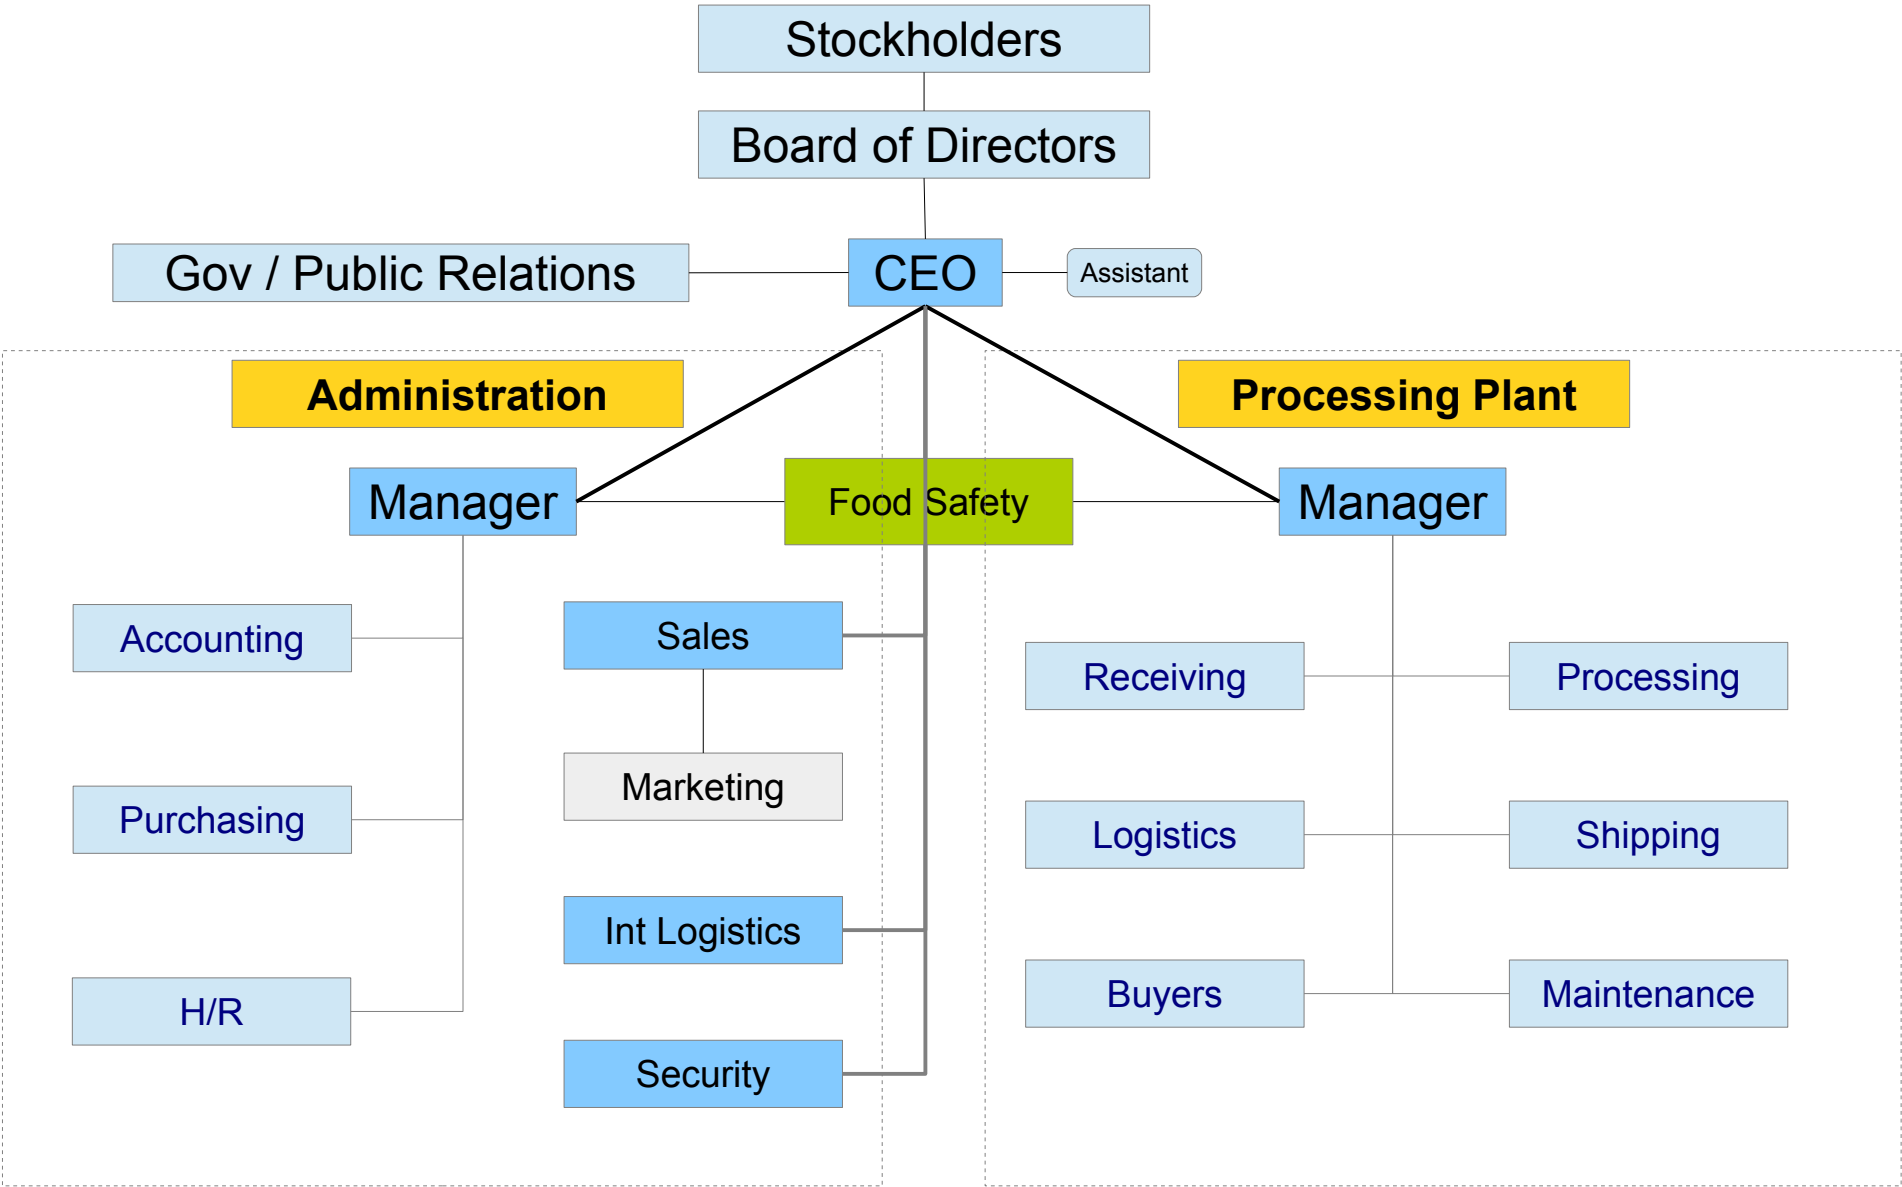 Stockholders
Board of Directors
Gov / Public Relations
CEO
Assistant
Administration
Processing Plant
Manager
Food Safety
Manager
Accounting
Sales
Receiving
Processing
Purchasing
Marketing
Logistics
Shipping
H/R
Int Logistics
Buyers
Maintenance
Security